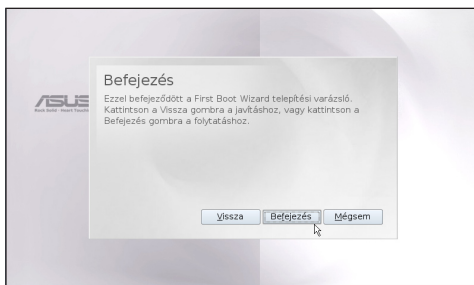 Befejezés
ASUS
Ezzel befejeződött a First Boot Wizard telepítési varázsló.
Kattintson a Vissza gombra a javításhoz, vagy kattintson a
Befejezés gombra a folytatáshoz.
Vissza
Befejezés
Mégsem